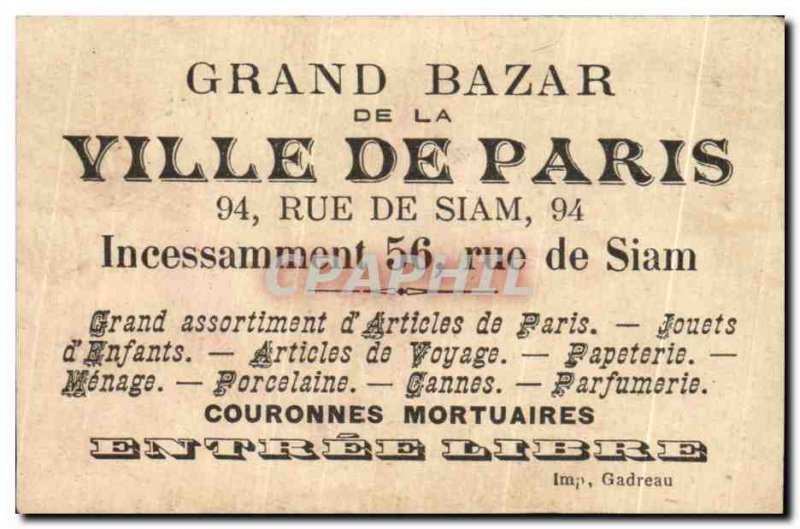 GRAND BAZAR
DE LA
VILLE DE PARIS
94, RUE DE SIAM, 94
Incessamment 56, rue de Siam
CPAPHIL
Grand assortiment d'Articles de Paris. — Jouets
d'Enfants. — Articles de Voyage. — Papeterie. —
Ménage. — Porcelaine. — Cannes. — Parfumerie.
COURONNES MORTUAIRES
ENTRÉE LIBRE
Imp, Gadreau